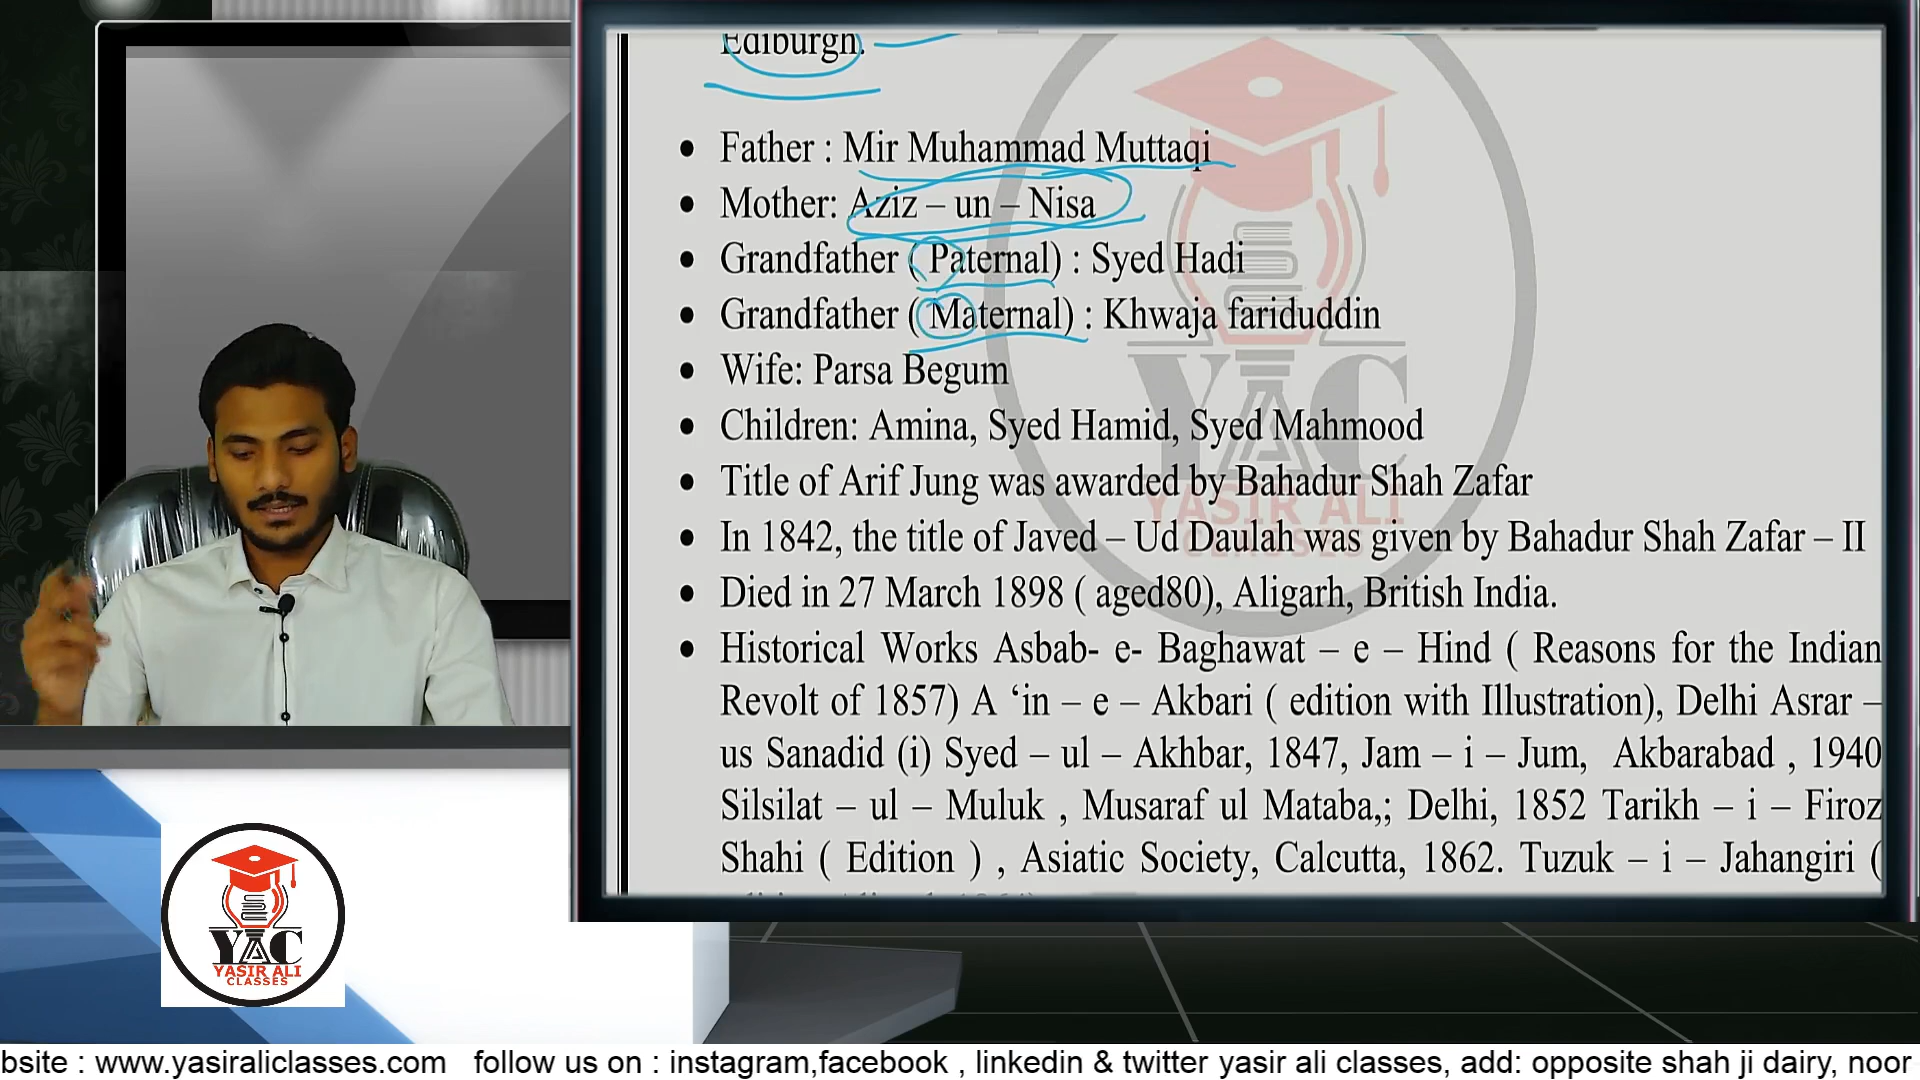 Ediburgh.
• Father : Mir Muhammad Muttaqi
• Mother: Aziz – un – Nisa
• Grandfather ( Paternal) : Syed Hadi
• Grandfather ( Maternal) : Khwaja fariduddin
• Wife: Parsa Begum
• Children: Amina, Syed Hamid, Syed Mahmood
• Title of Arif Jung was awarded by Bahadur Shah Zafar
• In 1842, the title of Javed – Ud Daulah was given by Bahadur Shah Zafar – II
• Died in 27 March 1898 ( aged80), Aligarh, British India.
• Historical Works Asbab- e- Baghawat – e – Hind ( Reasons for the Indian
Revolt of 1857) A ‘in – e – Akbari ( edition with Illustration), Delhi Asrar –
us Sanadid (i) Syed – ul – Akhbar, 1847, Jam – i – Jum, Akbarabad , 1940
Silsilat – ul – Muluk , Musaraf ul Mataba,; Delhi, 1852 Tarikh – i – Firoz
Shahi ( Edition ) , Asiatic Society, Calcutta, 1862. Tuzuk – i – Jahangiri (
YAC
YASIR ALI
CLASSES
YAC
YASIR ALI
CLASSES
bsite : www.yasiraliclasses.com follow us on : instagram,facebook , linkedin & twitter yasir ali classes, add: opposite shah ji dairy, noor